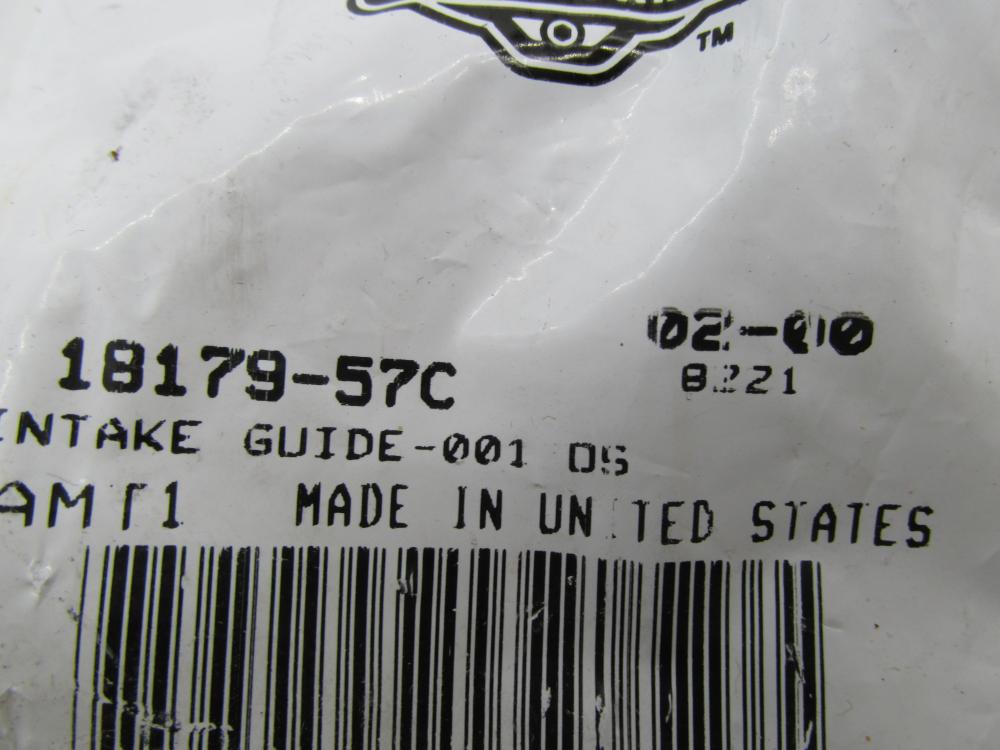 TM
02-00
8221
18179-57C
INTAKE GUIDE-001 OS
AMT1 MADE IN UNITED STATES